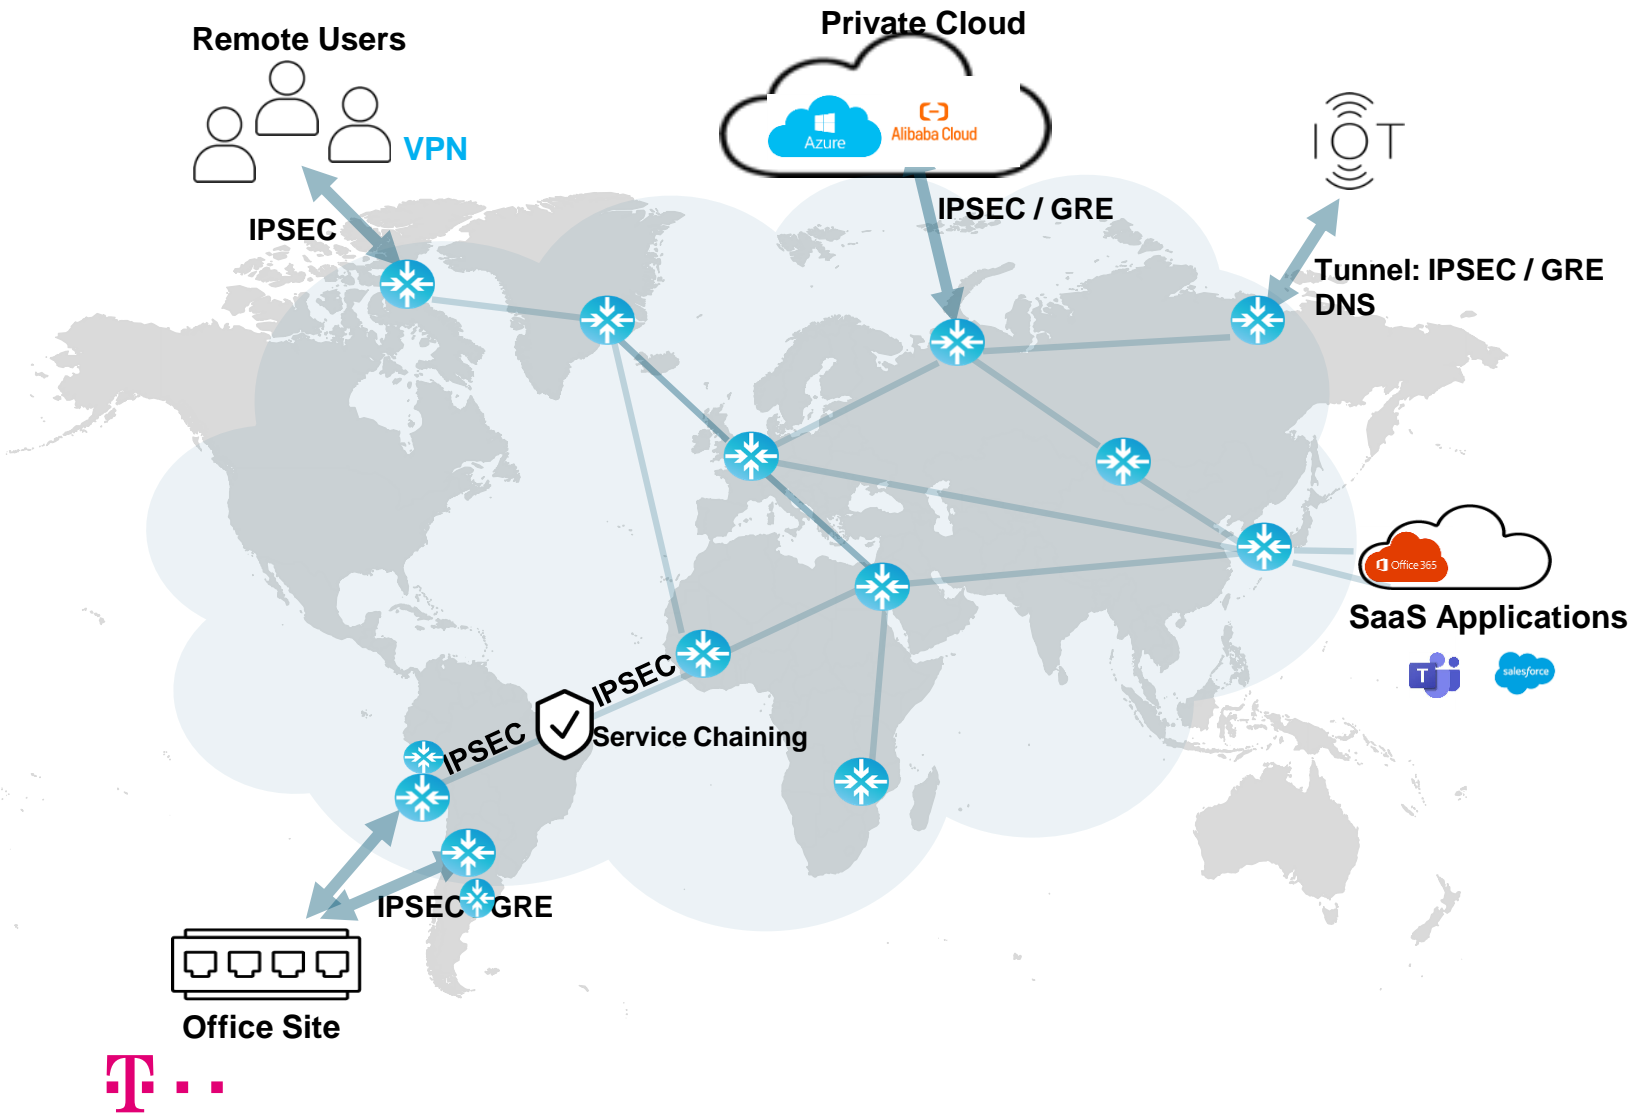 Private Cloud
Remote Users
Azure
Alibaba Cloud
VPN
IOT
IPSEC
IPSEC / GRE
Tunnel: IPSEC / GRE
DNS
Office 365
SaaS Applications
T
salesforce
IPSEC
IPSEC
Service Chaining
IPSEC GRE
Office Site
T